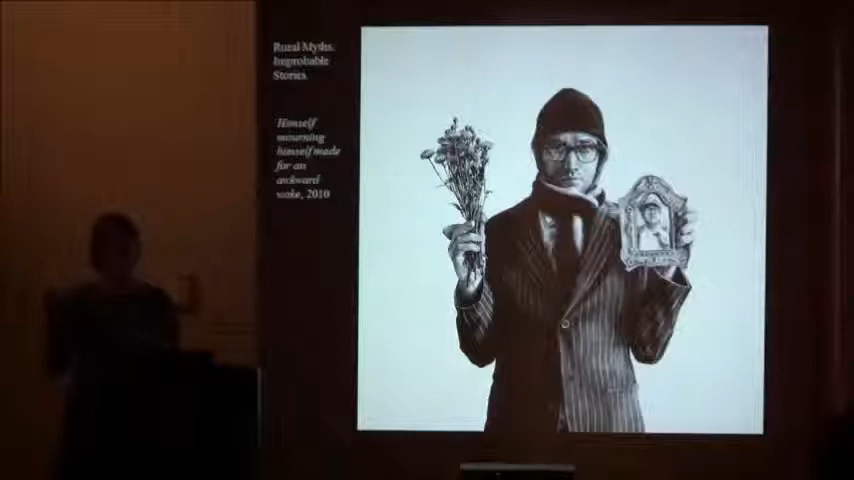 Rural Myths.
Improbable
Stories.
Himself
mourning
himself made
for an
awkward
wake, 2010